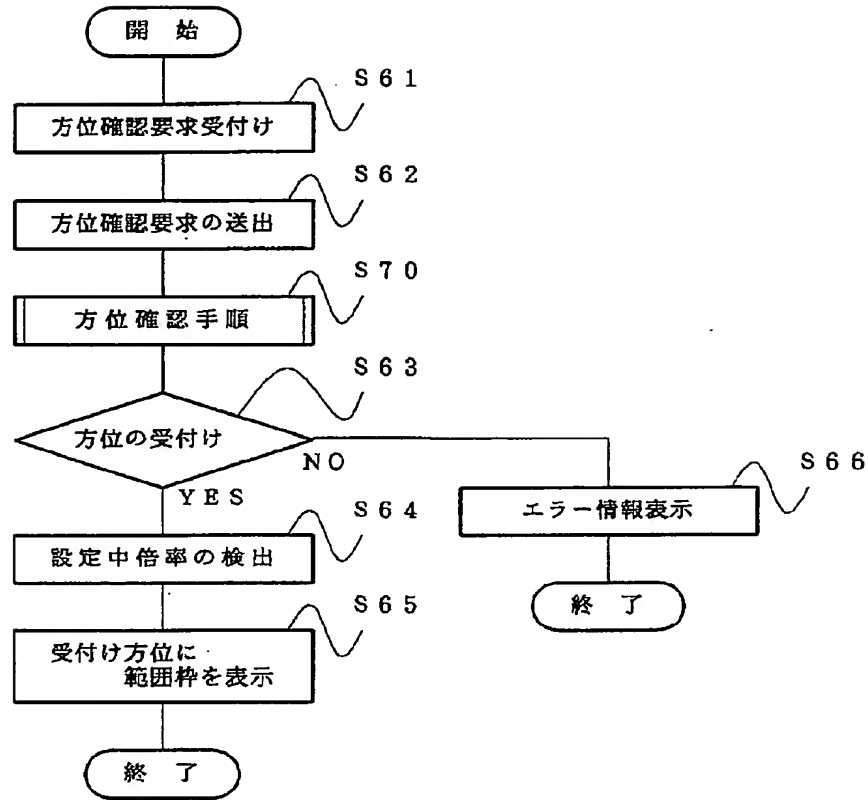 開 始
S61
方位確認要求受付け
S62
方位確認要求の送出
S70
方位確認手順
S63
方位の受付け
NO
YES
S66
エラー情報表示
S64
設定中倍率の検出
終 了
S65
受付け方位に
範囲枠を表示
終 了